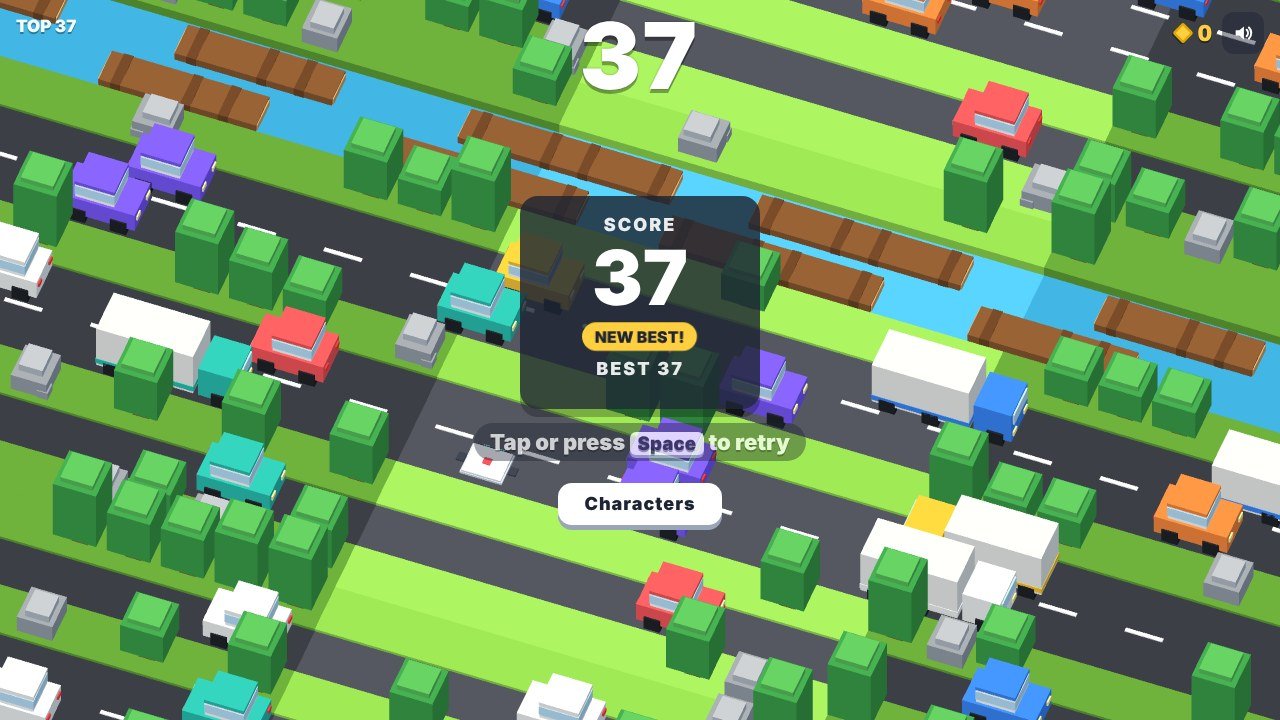 TOP 37
37
0
SCORE
37
NEW BEST!
BEST 37
Tap or press Space to retry
Characters